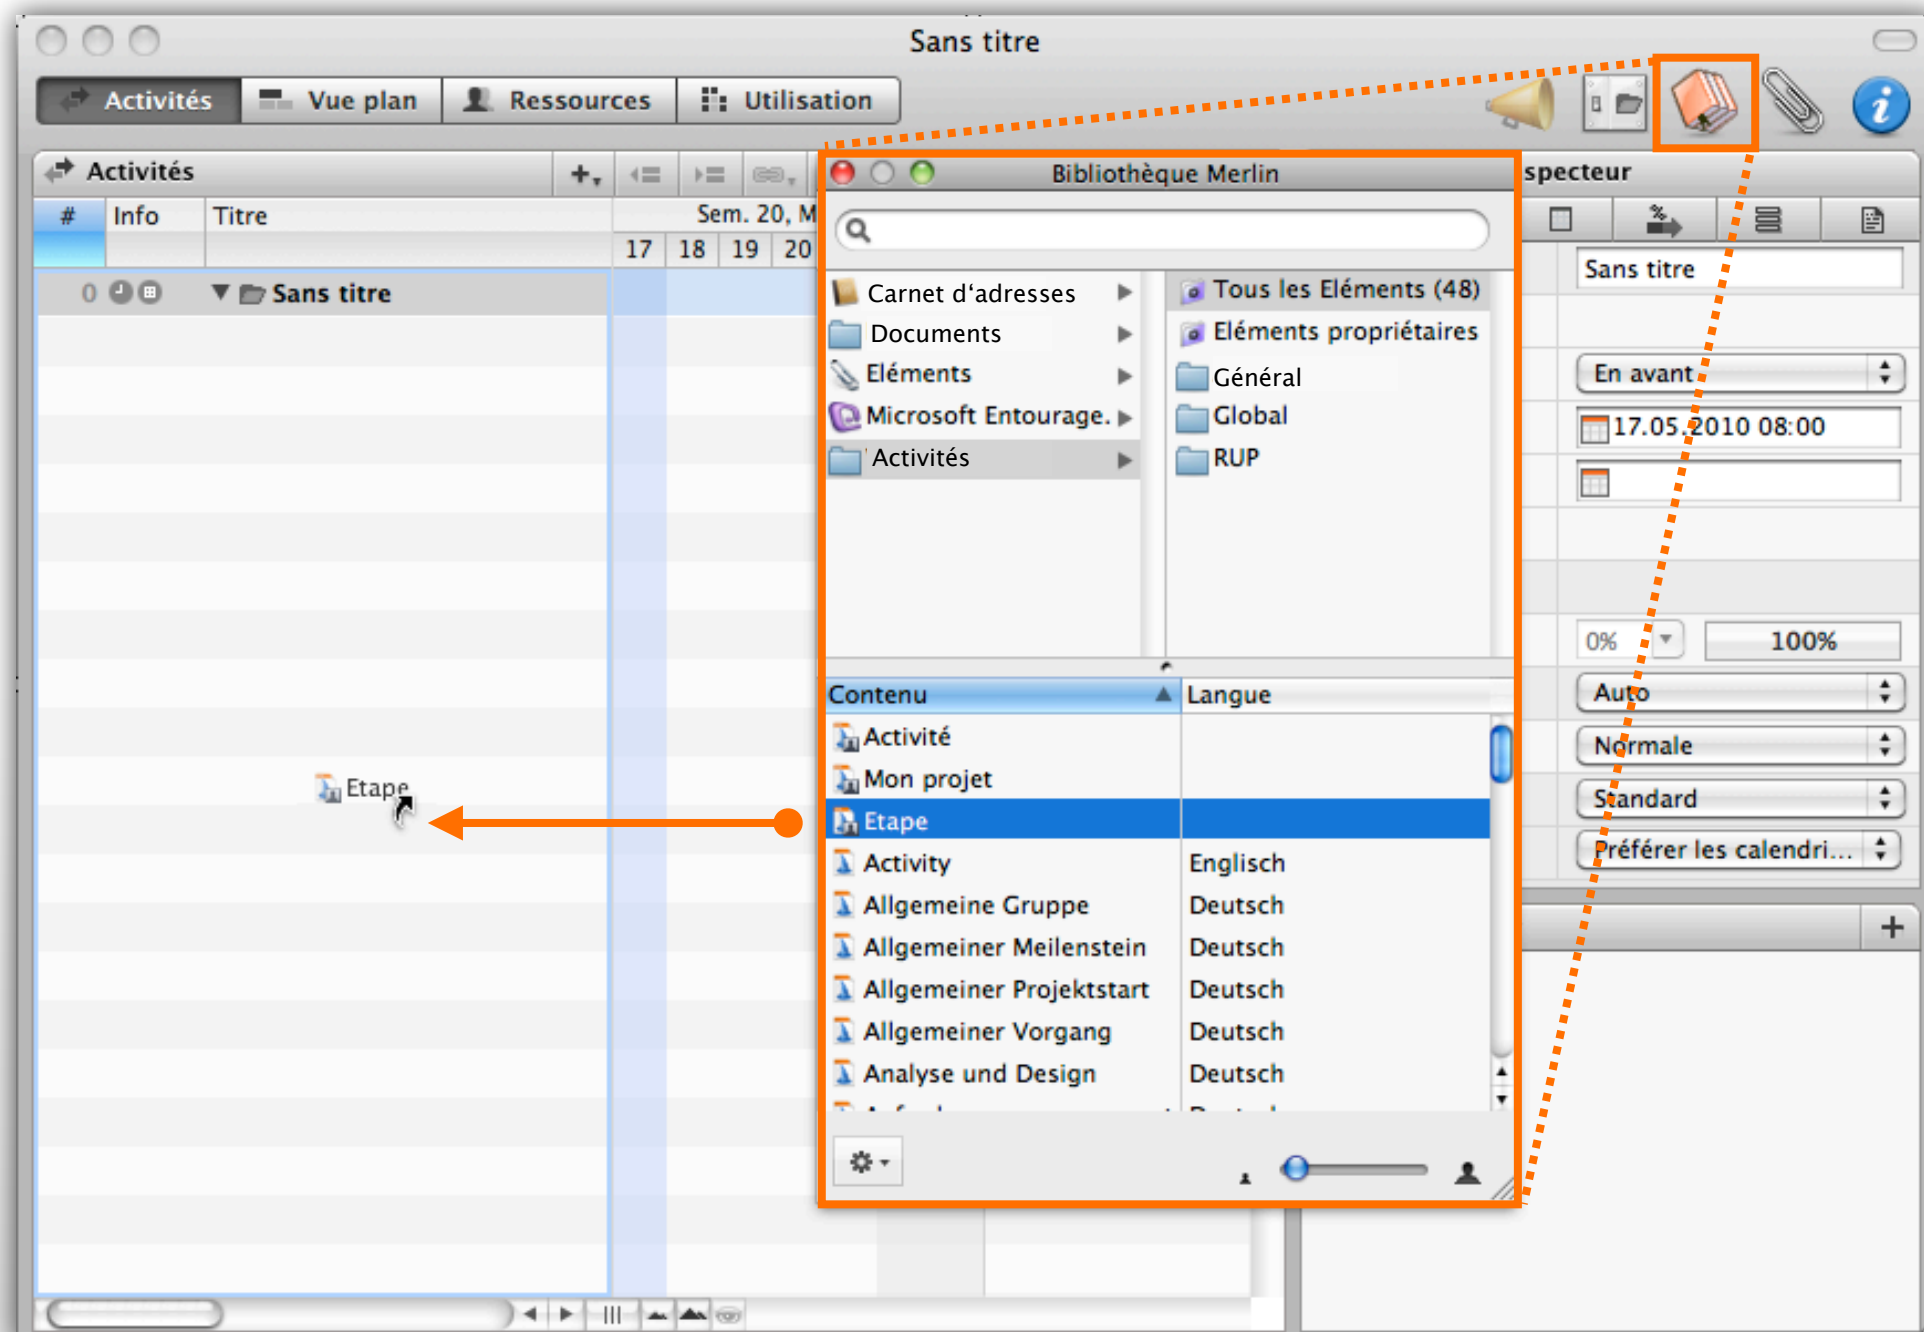 Sans titre
Activités
Vue plan
Ressources
Utilisation
Activités
# Info Titre
Sem. 20, M
17 18 19 20
0 Sans titre
Etape
Bibliothèque Merlin
Carnet d‘adresses
Documents
Eléments
Microsoft Entourage.
Activités
Tous les Eléments (48)
Eléments propriétaires
Général
Global
RUP
Contenu Langue
Activité
Mon projet
Etape
Activity Englisch
Allgemeine Gruppe Deutsch
Allgemeiner Meilenstein Deutsch
Allgemeiner Projektstart Deutsch
Allgemeiner Vorgang Deutsch
Analyse und Design Deutsch
specteur
Sans titre
En avant
17.05.2010 08:00
0% 100%
Auto
Normale
Standard
Préférer les calendri...